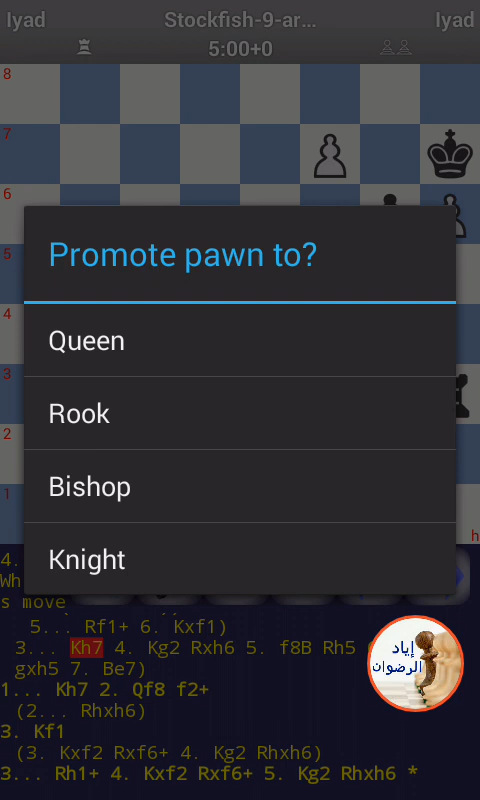 Iyad
Stockfish-9-ar…
Iyad
5:00+0
8
7
6
5
4
3
2
1
h
Promote pawn to?
Queen
Rook
Bishop
Knight
4.
Wh
s move
5... Rf1+ 6. Kxf1)
3... Kh7 4. Kg2 Rxh6 5. f8B Rh5
gxh5 7. Be7)
1... Kh7 2. Qf8 f2+
(2... Rhxh6)
3. Kf1
(3. Kxf2 Rxf6+ 4. Kg2 Rhxh6)
3... Rh1+ 4. Kxf2 Rxf6+ 5. Kg2 Rhxh6 *
إياد
الرضوان